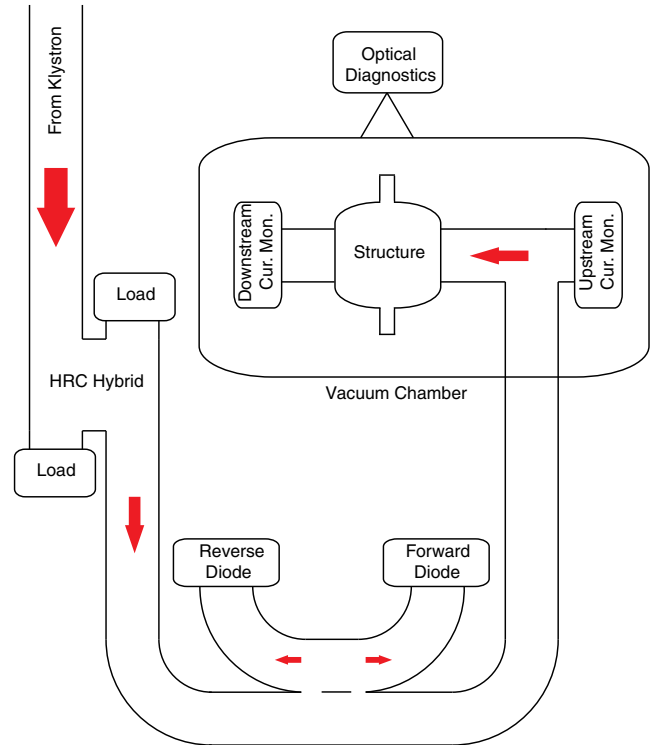 From Klystron
Optical
Diagnostics
Downstream
Cur. Mon.
Structure
Upstream
Cur. Mon.
Load
HRC Hybrid
Vacuum Chamber
Load
Reverse
Diode
Forward
Diode